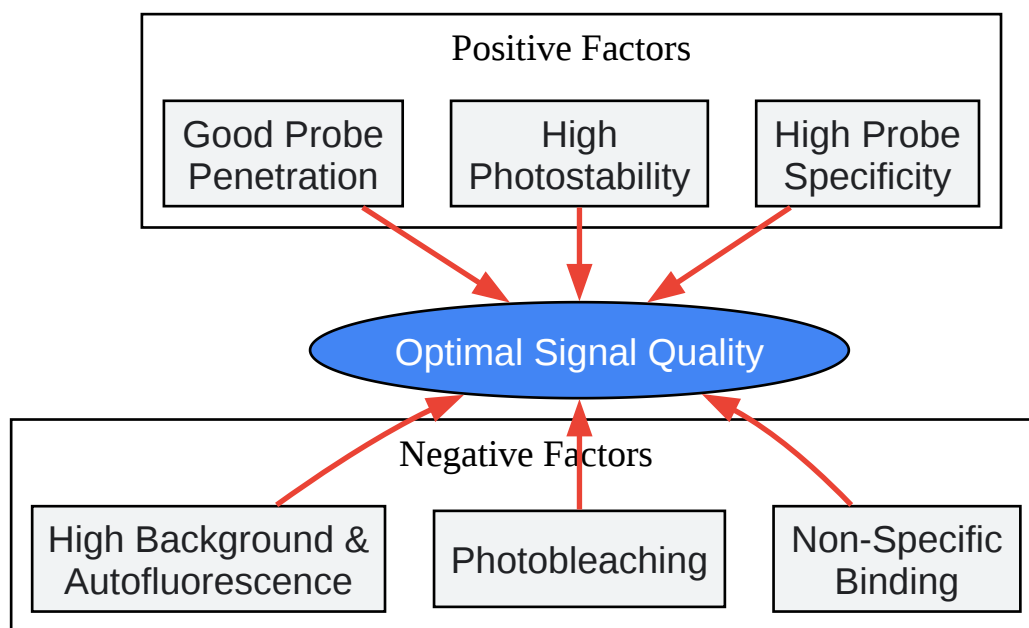 Positive Factors
Good Probe
Penetration
High
Photostability
High Probe
Specificity
Optimal Signal Quality
Negative Factors
High Background &
Autofluorescence
Photobleaching
Non-Specific
Binding